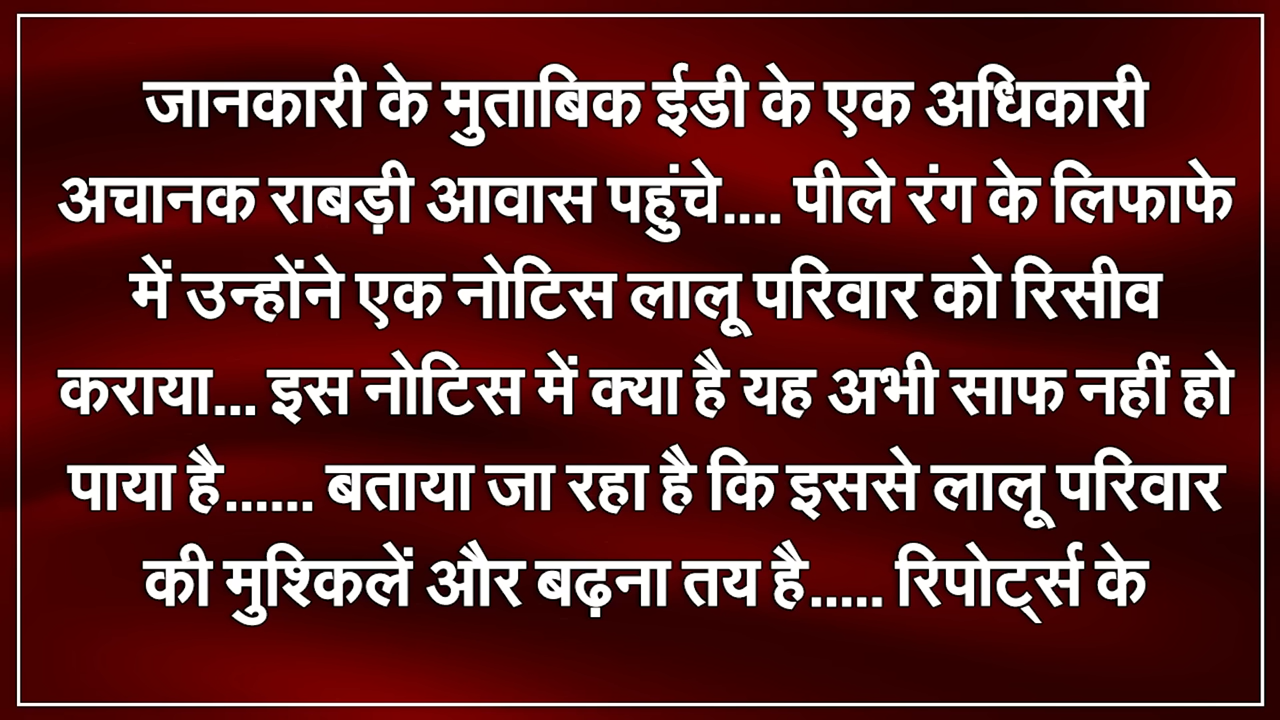 जानकारी के मुताबिक ईडी के एक अधिकारी
अचानक राबड़ी आवास पहुंचे.... पीले रंग के लिफाफे
में उन्होंने एक नोटिस लालू परिवार को रिसीव
कराया... इस नोटिस में क्या है यह अभी साफ नहीं हो
पाया है...... बताया जा रहा है कि इससे लालू परिवार
की मुश्किलें और बढ़ना तय है..... रिपोर्ट्स के